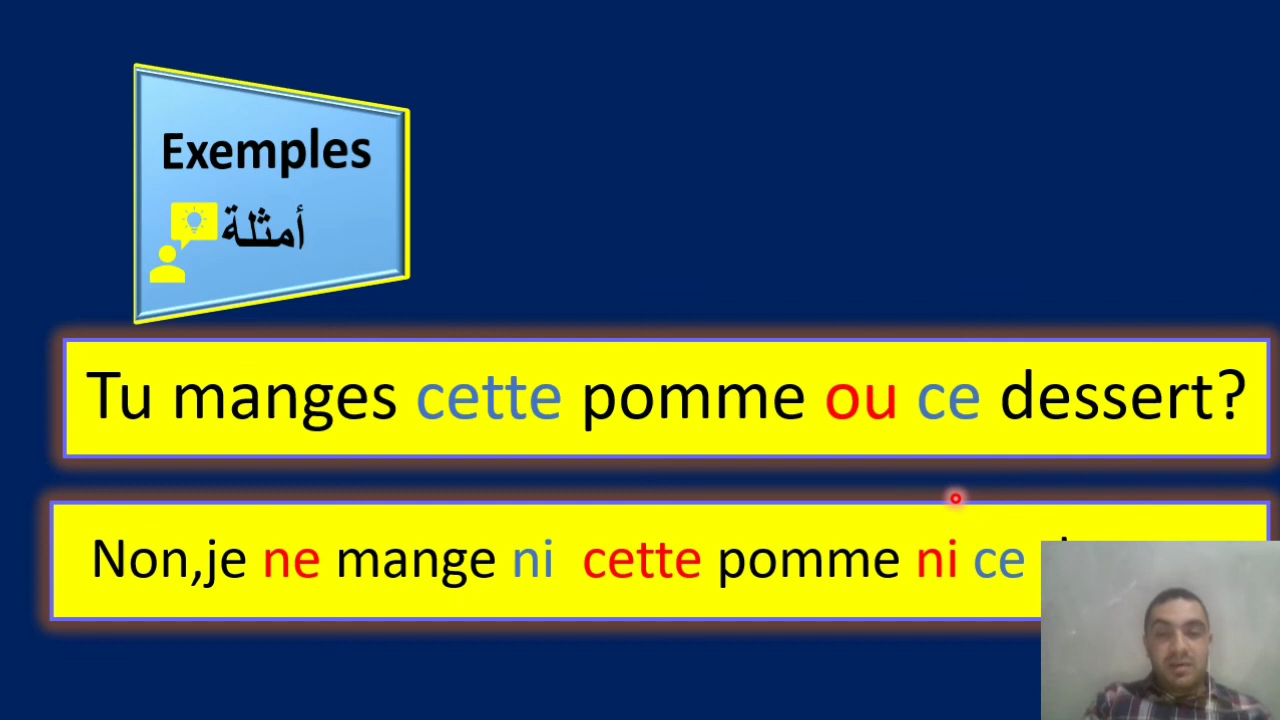 Exemples
أمثلة
Tu manges cette pomme ou ce dessert?
Non,je ne mange ni cette pomme ni ce